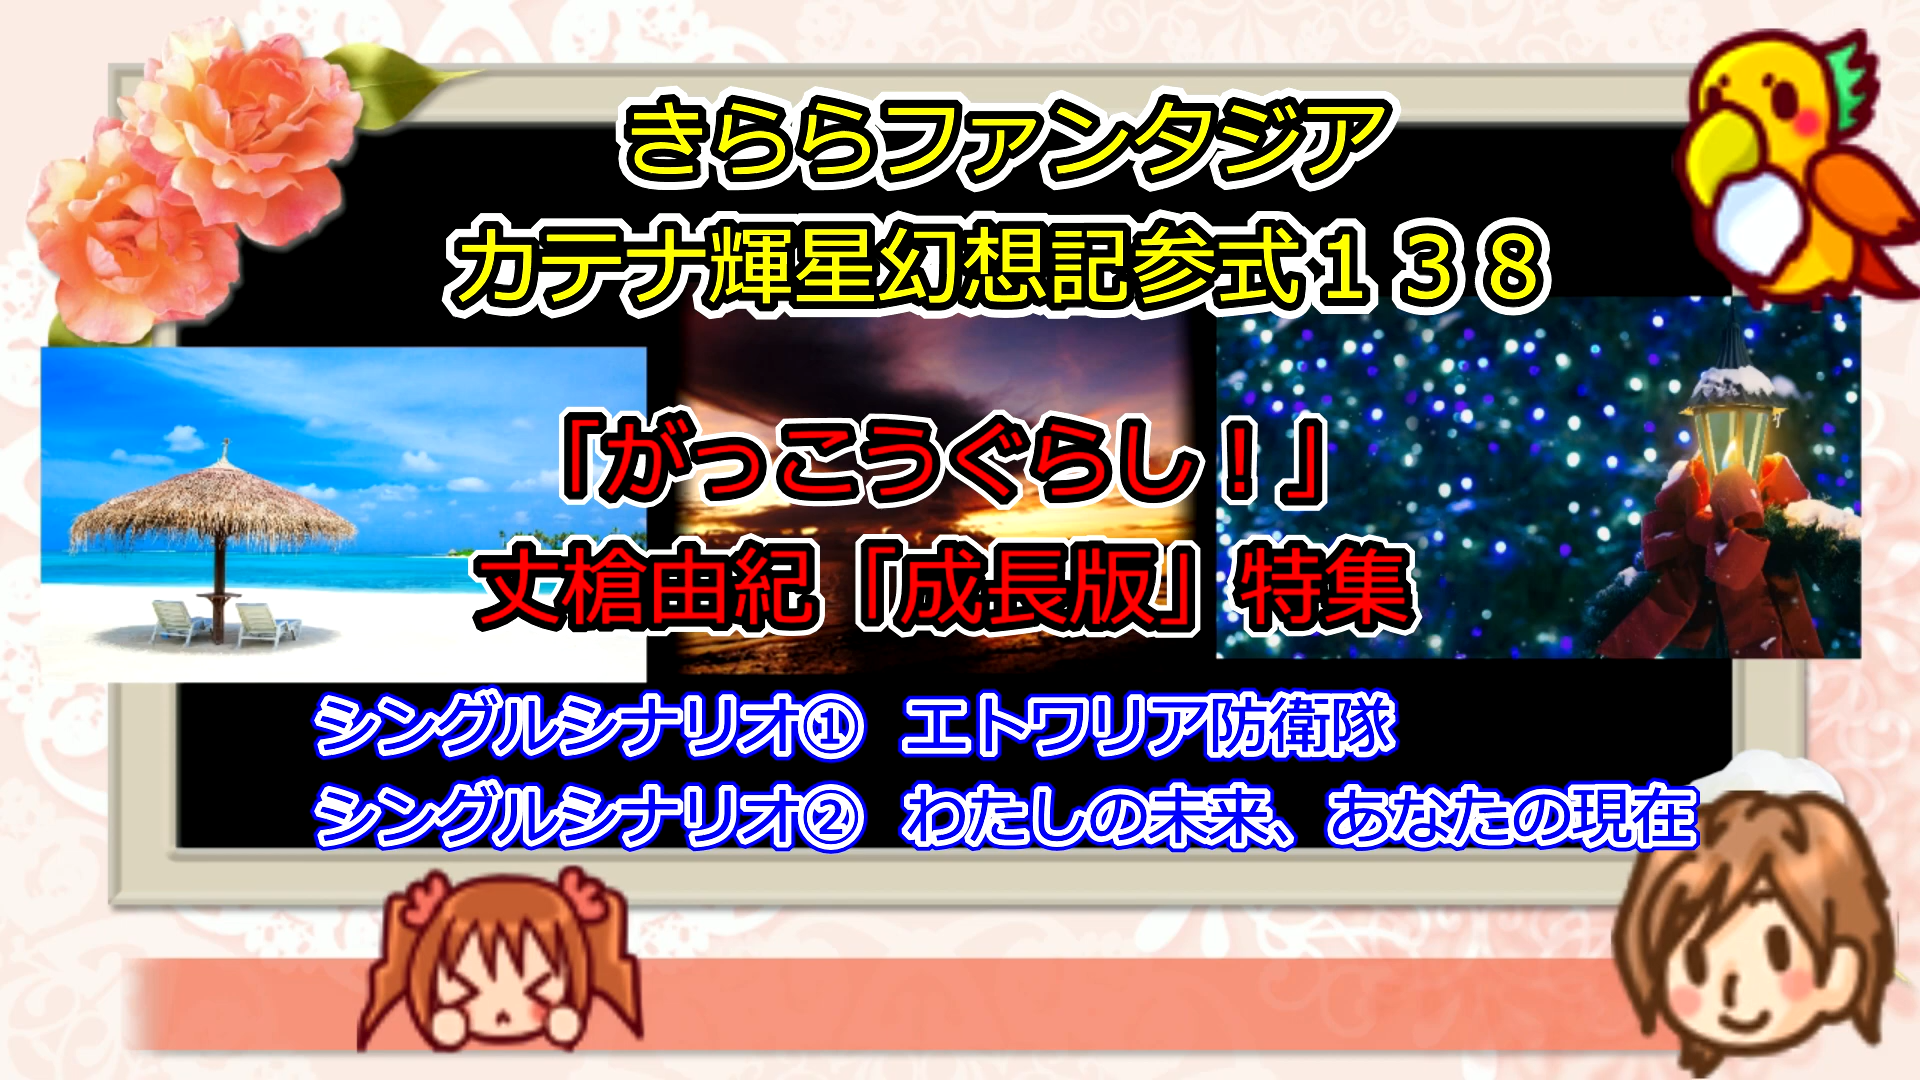 きららファンタジア
カテナ輝星幻想記参式１３８
「がっこうぐらし！」
丈槍由紀「成長版」特集
シングルシナリオ①　エトワリア防衛隊
シングルシナリオ②　わたしの未来、あなたの現在